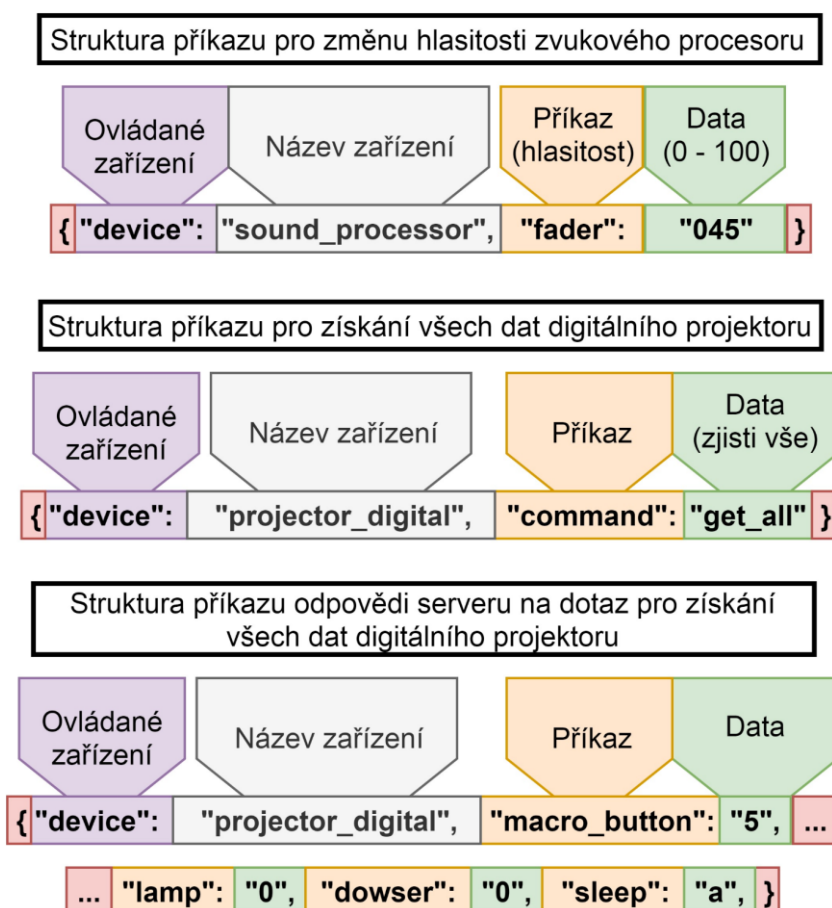 Struktura příkazu pro změnu hlasitosti zvukového procesoru
Ovládané
zařízení
Název zařízení
Příkaz
(hlasitost)
Data
(0 - 100)
{ "device": "sound_processor", "fader": "045" }
Struktura příkazu pro získání všech dat digitálního projektoru
Ovládané
zařízení
Název zařízení
Příkaz
Data
(zjisti vše)
{ "device": "projector_digital", "command": "get_all" }
Struktura příkazu odpovědi serveru na dotaz pro získání
všech dat digitálního projektoru
Ovládané
zařízení
Název zařízení
Příkaz
Data
{ "device": "projector_digital", "macro_button": "5", ...
... "lamp": "0", "dowser": "0", "sleep": "a", }